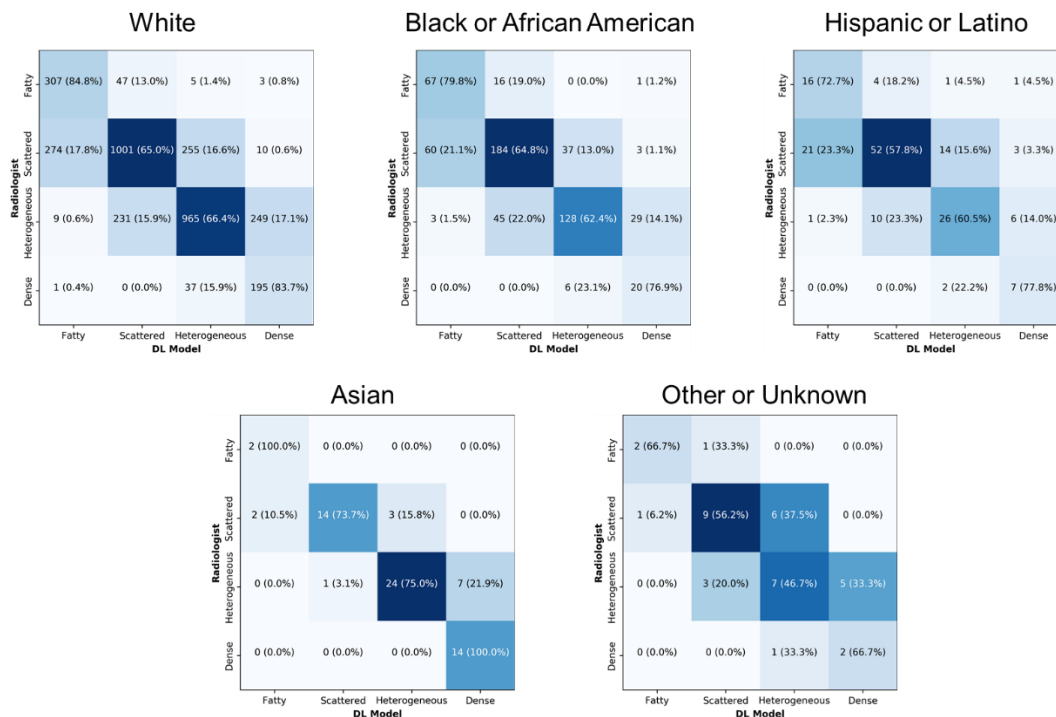 White
Fatty 307 (84.8%) 47 (13.0%) 5 (1.4%) 3 (0.8%)
Scattered 274 (17.8%) 1001 (65.0%) 255 (16.6%) 10 (0.6%)
Heterogeneous 9 (0.6%) 231 (15.9%) 965 (66.4%) 249 (17.1%)
Dense 1 (0.4%) 0 (0.0%) 37 (15.9%) 195 (83.7%)
Radiologist
Fatty Scattered Heterogeneous Dense
DL Model
Black or African American
Fatty 67 (79.8%) 16 (19.0%) 0 (0.0%) 1 (1.2%)
Scattered 60 (21.1%) 184 (64.8%) 37 (13.0%) 3 (1.1%)
Heterogeneous 3 (1.5%) 45 (22.0%) 128 (62.4%) 29 (14.1%)
Dense 0 (0.0%) 0 (0.0%) 6 (23.1%) 20 (76.9%)
Radiologist
Fatty Scattered Heterogeneous Dense
DL Model
Hispanic or Latino
Fatty 16 (72.7%) 4 (18.2%) 1 (4.5%) 1 (4.5%)
Scattered 21 (23.3%) 52 (57.8%) 14 (15.6%) 3 (3.3%)
Heterogeneous 1 (2.3%) 10 (23.3%) 26 (60.5%) 6 (14.0%)
Dense 0 (0.0%) 0 (0.0%) 2 (22.2%) 7 (77.8%)
Radiologist
Fatty Scattered Heterogeneous Dense
DL Model
Asian
Fatty 2 (100.0%) 0 (0.0%) 0 (0.0%) 0 (0.0%)
Scattered 2 (10.5%) 14 (73.7%) 3 (15.8%) 0 (0.0%)
Heterogeneous 0 (0.0%) 1 (3.1%) 24 (75.0%) 7 (21.9%)
Dense 0 (0.0%) 0 (0.0%) 0 (0.0%) 14 (100.0%)
Radiologist
Fatty Scattered Heterogeneous Dense
DL Model
Other or Unknown
Fatty 2 (66.7%) 1 (33.3%) 0 (0.0%) 0 (0.0%)
Scattered 1 (6.2%) 9 (56.2%) 6 (37.5%) 0 (0.0%)
Heterogeneous 0 (0.0%) 3 (20.0%) 7 (46.7%) 5 (33.3%)
Dense 0 (0.0%) 0 (0.0%) 1 (33.3%) 2 (66.7%)
Radiologist
Fatty Scattered Heterogeneous Dense
DL Model